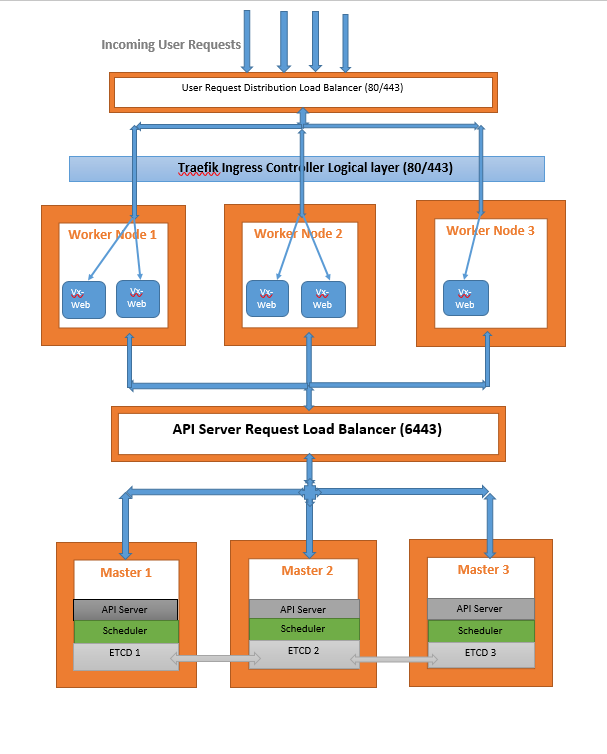 Incoming User Requests
User Request Distribution Load Balancer (80/443)
Traefik Ingress Controller Logical layer (80/443)
Worker Node 1
Worker Node 2
Worker Node 3
Vx-
Web
Vx-
Web
Vx-
Web
Vx-
Web
Vx-
Web
API Server Request Load Balancer (6443)
Master 1
Master 2
Master 3
API Server
API Server
API Server
Scheduler
Scheduler
Scheduler
ETCD 1
ETCD 2
ETCD 3